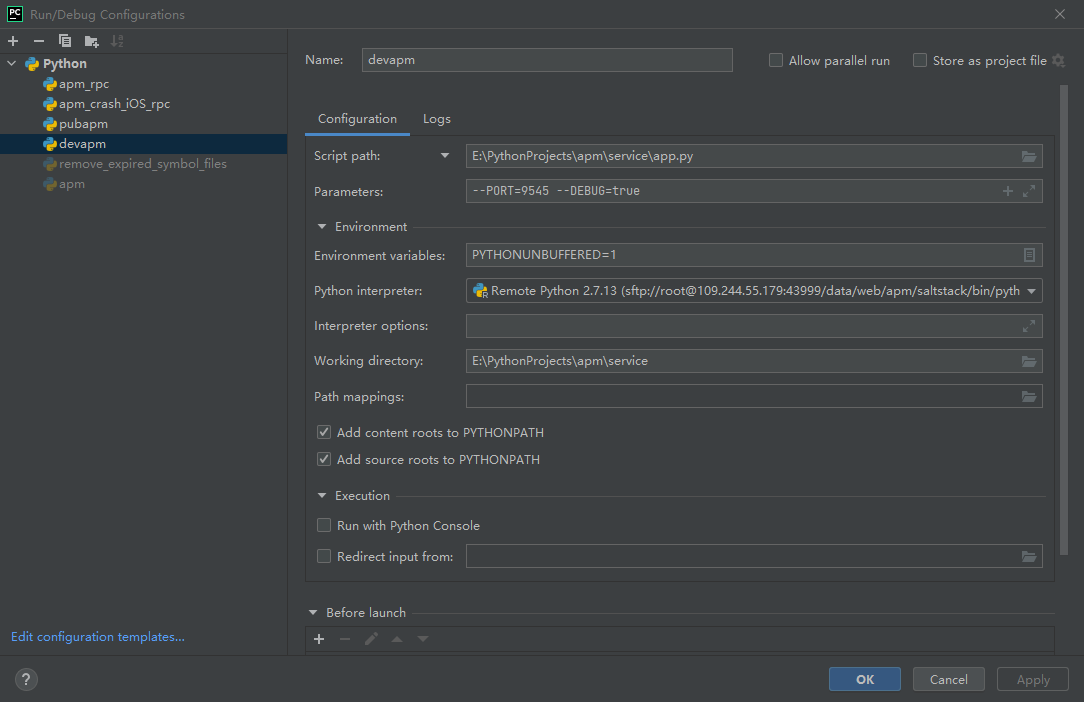 PC Run/Debug Configurations
Python
apm_rpc
apm_crash_iOS_rpc
pubapm
devapm
remove_expired_symbol_files
apm
Edit configuration templates...
Name: devapm
Allow parallel run
Store as project file
Configuration Logs
Script path: E:\PythonProjects\apm\service\app.py
Parameters: --PORT=9545 --DEBUG=true
Environment
Environment variables: PYTHONUNBUFFERED=1
Python interpreter: Remote Python 2.7.13 (sftp://root@109.244.55.179:43999/data/web/apm/saltstack/bin/pyth
Interpreter options:
Working directory: E:\PythonProjects\apm\service
Path mappings:
Add content roots to PYTHONPATH
Add source roots to PYTHONPATH
Execution
Run with Python Console
Redirect input from:
Before launch
? OK Cancel Apply